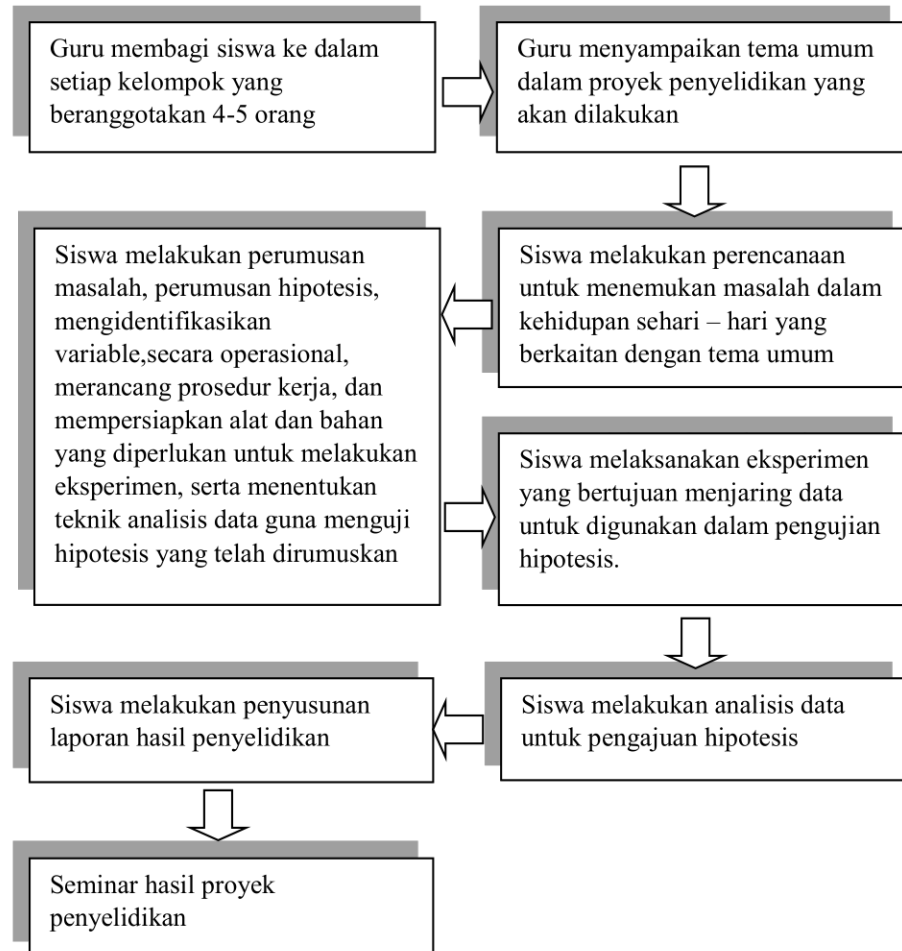 Guru membagi siswa ke dalam
setiap kelompok yang
beranggotakan 4-5 orang
Guru menyampaikan tema umum
dalam proyek penyelidikan yang
akan dilakukan
Siswa melakukan perencanaan
untuk menemukan masalah dalam
kehidupan sehari – hari yang
berkaitan dengan tema umum
Siswa melakukan perumusan
masalah, perumusan hipotesis,
mengidentifikasikan
variable,secara operasional,
merancang prosedur kerja, dan
mempersiapkan alat dan bahan
yang diperlukan untuk melakukan
eksperimen, serta menentukan
teknik analisis data guna menguji
hipotesis yang telah dirumuskan
Siswa melaksanakan eksperimen
yang bertujuan menjaring data
untuk digunakan dalam pengujian
hipotesis.
Siswa melakukan analisis data
untuk pengajuan hipotesis
Siswa melakukan penyusunan
laporan hasil penyelidikan
Seminar hasil proyek
penyelidikan